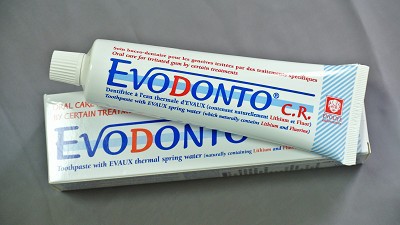 Soin bucco-dentaire pour les gencives irritées par des traitements spécifiques
Oral care for irritated gum by certain treatments
EVODONTO® C.R.
Dentifrice à l'eau thermale d'EVAUX (contenant naturellement Lithium et Fluor)
Toothpaste with EVAUX spring water (which naturally contains Lithium and Fluorine)
ORAL CARE
BY CERTAIN TREATMENT
EVODONTO
Toothpaste with EVAUX thermal spring water (naturally containing Lithium and Fluorine)